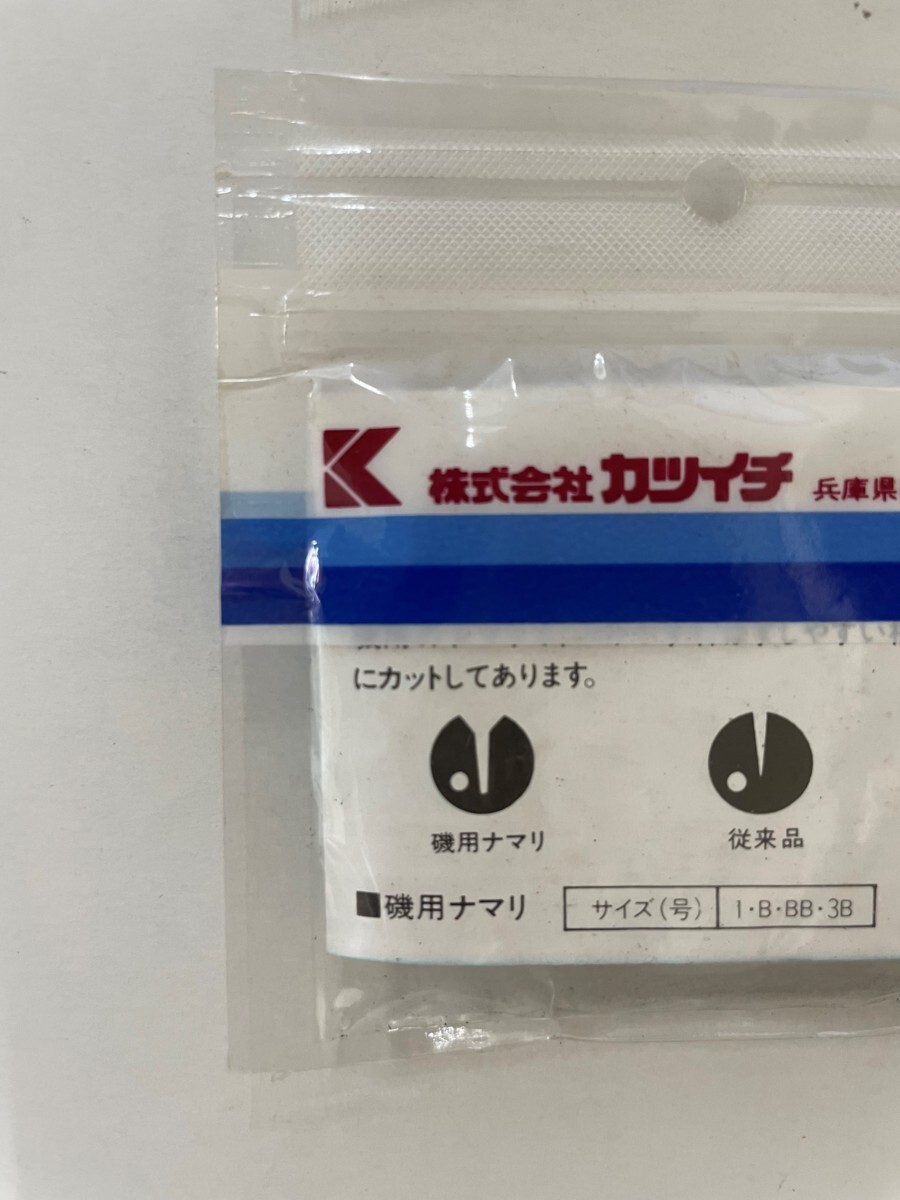 株式会社 カツイチ 兵庫県
にカットしてあります。
磯用ナマリ 従来品
■磯用ナマリ サイズ(号) 1・B・BB・3B